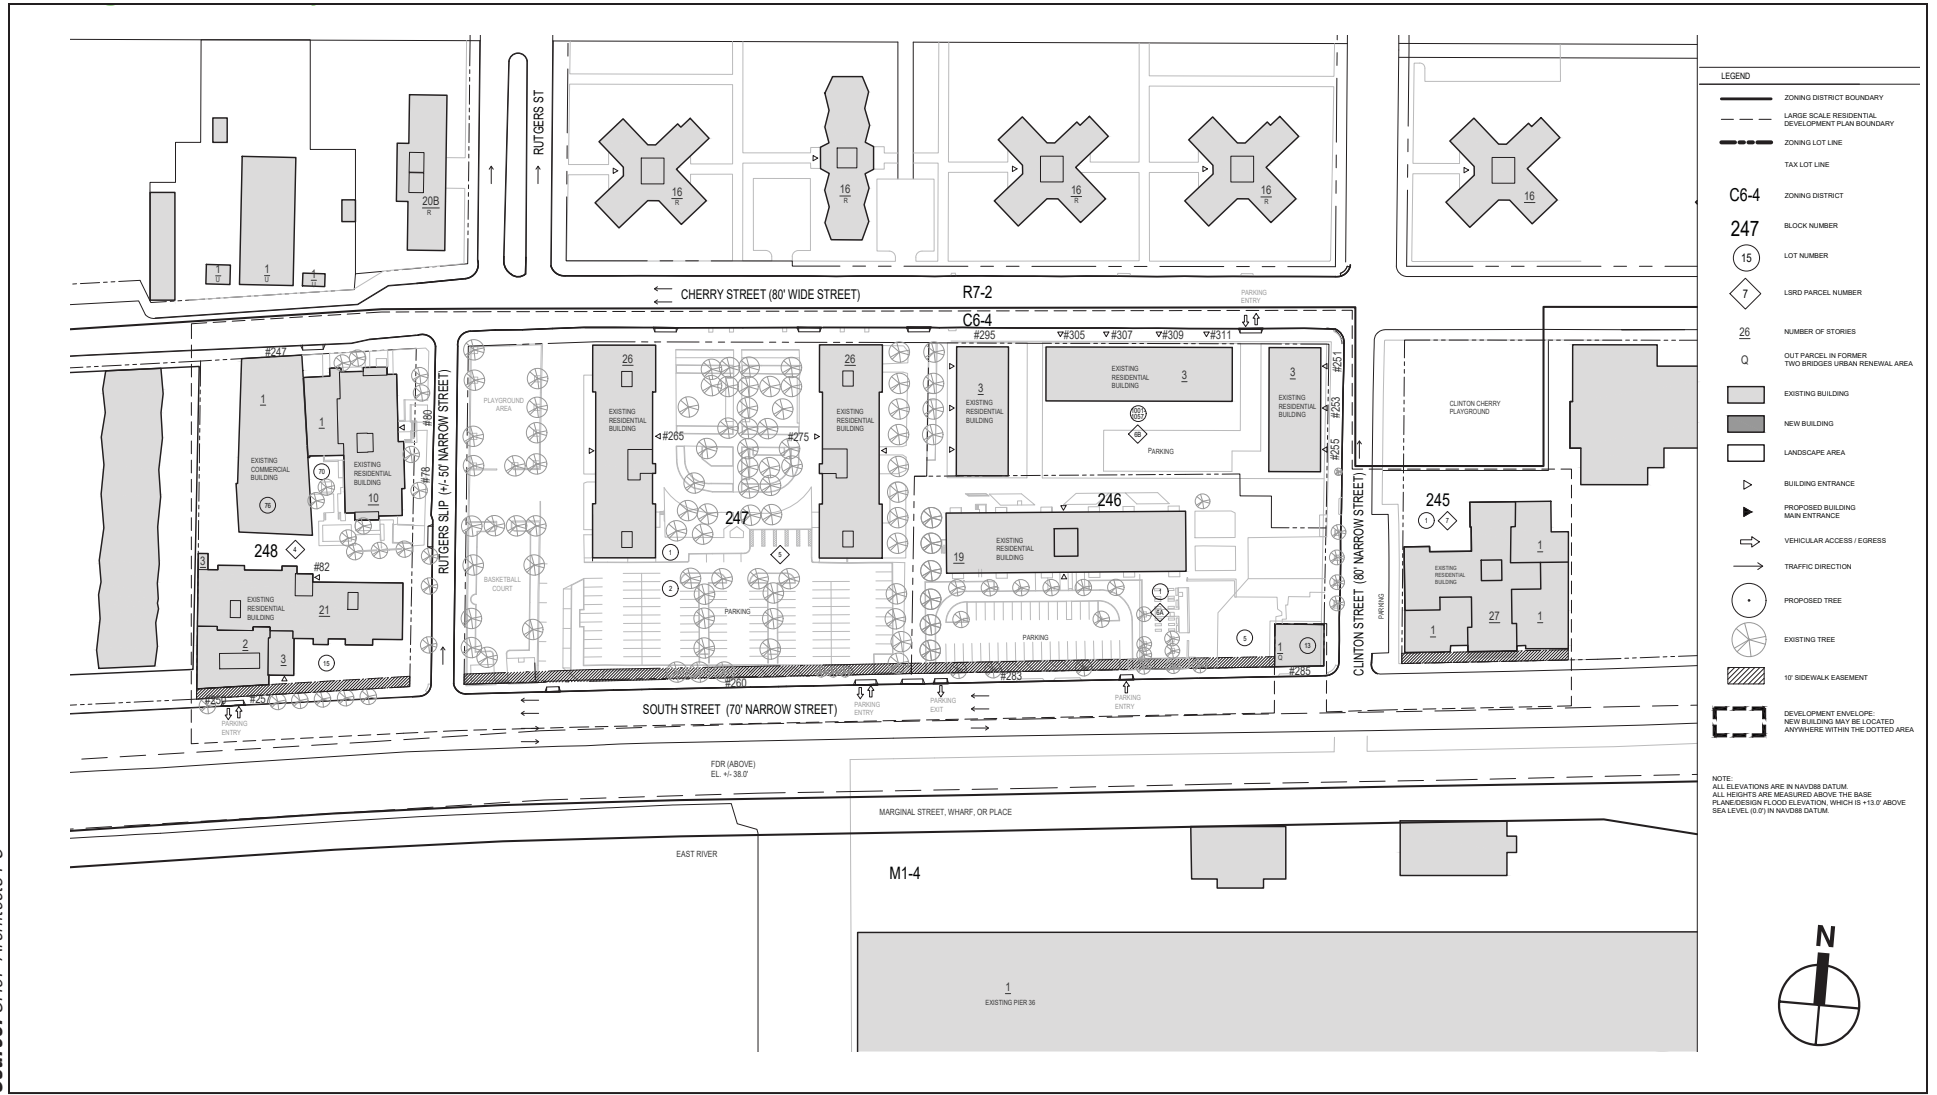 RUTGERS ST
20B
R
16
R
16
R
16
R
16
R
16
1
U
1
U
1
U
CHERRY STREET (80' WIDE STREET)
R7-2
C6-4
PARKING
ENTRY
#247
#295
#305
#307
#309
#311
#251
#253
#255
RUTGERS SLIP (+/- 50' NARROW STREET)
#80
#78
1
EXISTING
COMMERCIAL
BUILDING
76
1
70
EXISTING
RESIDENTIAL
BUILDING
10
248
4
3
#82
EXISTING
RESIDENTIAL
BUILDING
21
2
3
15
#257
PARKING
ENTRY
PLAYGROUND
AREA
BASKETBALL
COURT
26
EXISTING
RESIDENTIAL
BUILDING
#265
#275
26
EXISTING
RESIDENTIAL
BUILDING
247
1
5
2
PARKING
#260
3
EXISTING
RESIDENTIAL
BUILDING
EXISTING
RESIDENTIAL
BUILDING
3
3
EXISTING
RESIDENTIAL
BUILDING
6B
PARKING
246
EXISTING
RESIDENTIAL
BUILDING
19
1
6A
PARKING
5
1
Q
13
#283
#285
CLINTON STREET (80' NARROW STREET)
PARKING
CLINTON CHERRY
PLAYGROUND
245
1
7
EXISTING
RESIDENTIAL
BUILDING
1
1
27
1
SOUTH STREET (70' NARROW STREET)
PARKING
ENTRY
PARKING
EXIT
PARKING
ENTRY
FDR (ABOVE)
EL. +/- 38.0'
MARGINAL STREET, WHARF, OR PLACE
EAST RIVER
M1-4
1
EXISTING PIER 36
LEGEND
ZONING DISTRICT BOUNDARY
LARGE SCALE RESIDENTIAL
DEVELOPMENT PLAN BOUNDARY
ZONING LOT LINE
TAX LOT LINE
C6-4 ZONING DISTRICT
247 BLOCK NUMBER
15 LOT NUMBER
7 LSRD PARCEL NUMBER
26 NUMBER OF STORIES
Q OUT PARCEL IN FORMER
TWO BRIDGES URBAN RENEWAL AREA
EXISTING BUILDING
NEW BUILDING
LANDSCAPE AREA
BUILDING ENTRANCE
PROPOSED BUILDING
MAIN ENTRANCE
VEHICULAR ACCESS / EGRESS
TRAFFIC DIRECTION
PROPOSED TREE
EXISTING TREE
10' SIDEWALK EASEMENT
DEVELOPMENT ENVELOPE:
NEW BUILDING MAY BE LOCATED
ANYWHERE WITHIN THE DOTTED AREA
NOTE:
ALL ELEVATIONS ARE IN NAVD88 DATUM.
ALL HEIGHTS ARE MEASURED ABOVE THE BASE
PLANE/DESIGN FLOOD ELEVATION, WHICH IS +13.0' ABOVE
SEA LEVEL (0.0') IN NAVD88 DATUM.
N